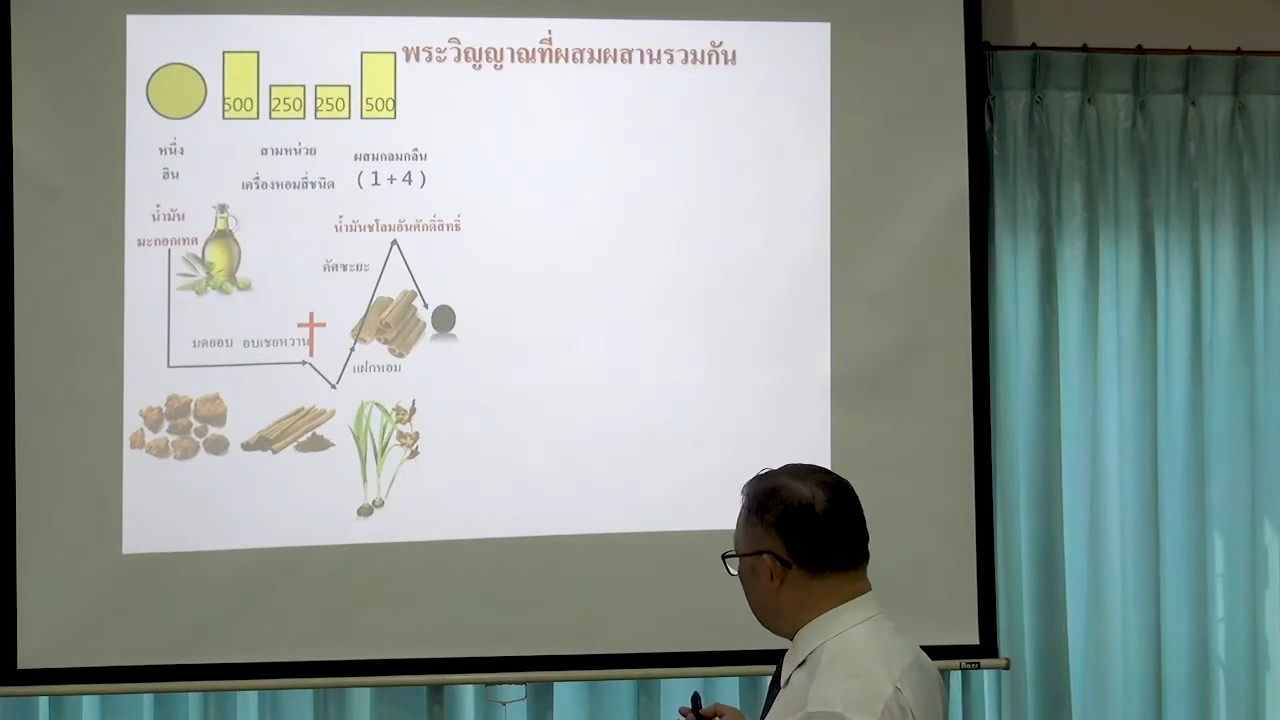 พระวิญญาณที่ผสมผสานรวมกัน
500 250 250 500
หนึ่ง
ฮิน
สามหน่วย
เครื่องหอมสี่ชนิด
ผสมกลมกลืน
(1+4)
น้ำมัน
มะกอกเทศ
น้ำมันชโลมอันศักดิ์สิทธิ์
คัศซะยะ
มดยอบ อบเชยหวาน
แฝกหอม